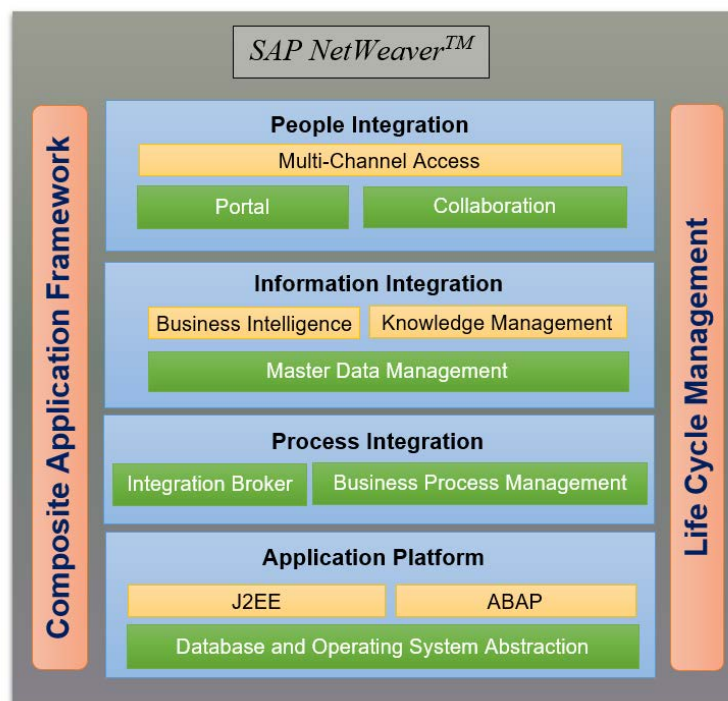 SAP NetWeaver™
Composite Application Framework
People Integration
Multi-Channel Access
Portal
Collaboration
Information Integration
Business Intelligence
Knowledge Management
Master Data Management
Process Integration
Integration Broker
Business Process Management
Application Platform
J2EE
ABAP
Database and Operating System Abstraction
Life Cycle Management